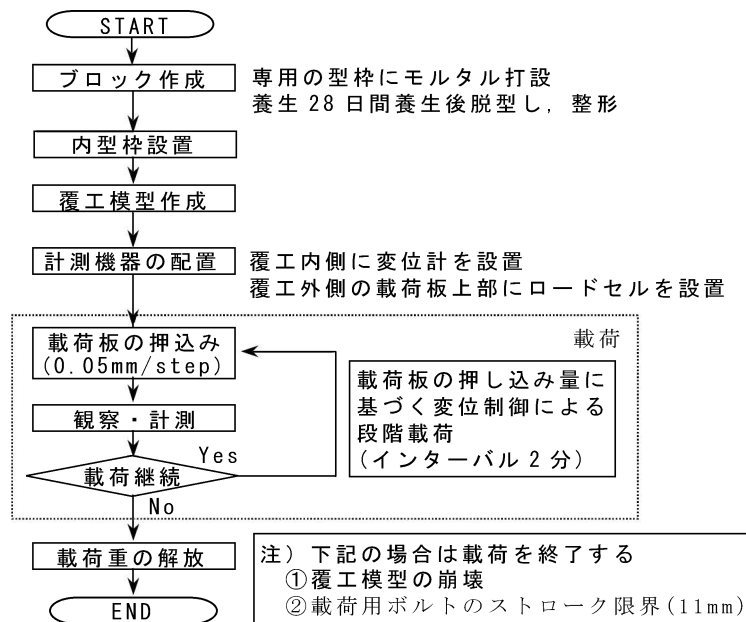 START
ブロック作成
専用の型枠にモルタル打設
養生28日間養生後脱型し，整形
内型枠設置
覆工模型作成
計測機器の配置
覆工内側に変位計を設置
覆工外側の載荷板上部にロードセルを設置
載荷
載荷板の押込み
(0.05mm/step)
載荷板の押し込み量に
基づく変位制御による
段階載荷
(インターバル2分)
観察・計測
Yes
載荷継続
No
載荷重の解放
注）下記の場合は載荷を終了する
①覆工模型の崩壊
②載荷用ボルトのストローク限界(11mm)
END